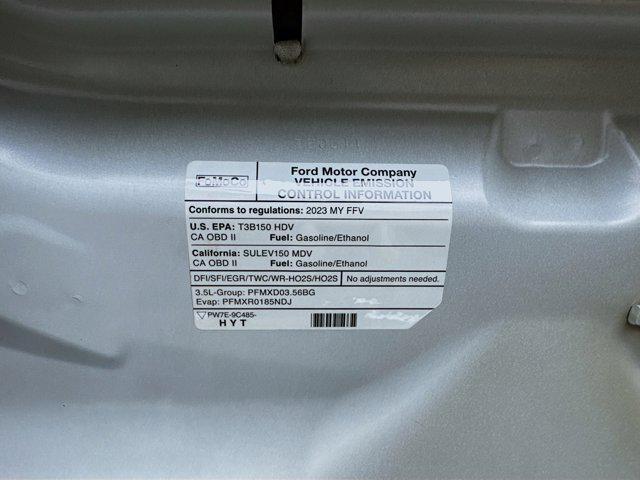 FoMoCo
Ford Motor Company
VEHICLE EMISSION
CONTROL INFORMATION
Conforms to regulations: 2023 MY FFV
U.S. EPA: T3B150 HDV
CA OBD II Fuel: Gasoline/Ethanol
California: SULEV150 MDV
CA OBD II Fuel: Gasoline/Ethanol
DFI/SFI/EGR/TWC/WR-HO2S/HO2S No adjustments needed.
3.5L-Group: PFMXD03.56BG
Evap: PFMXR0185NDJ
PW7E-9C485-
HYT